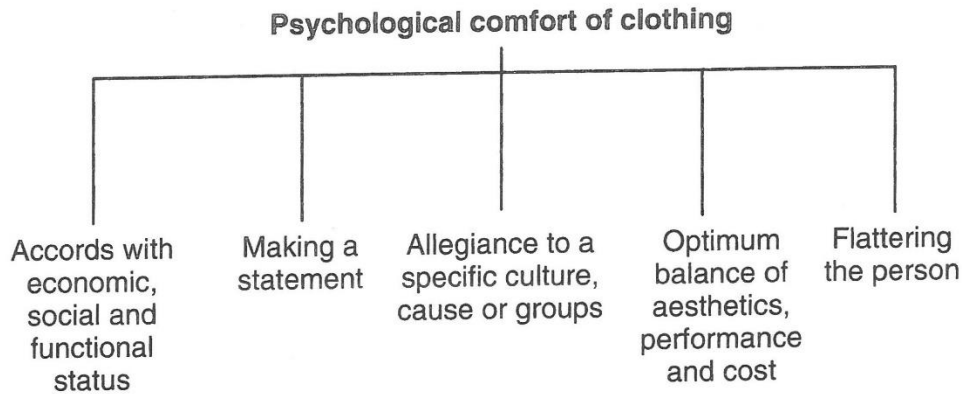 Psychological comfort of clothing
Accords with
economic,
social and
functional
status
Making a
statement
Allegiance to a
specific culture,
cause or groups
Optimum
balance of
aesthetics,
performance
and cost
Flattering
the person